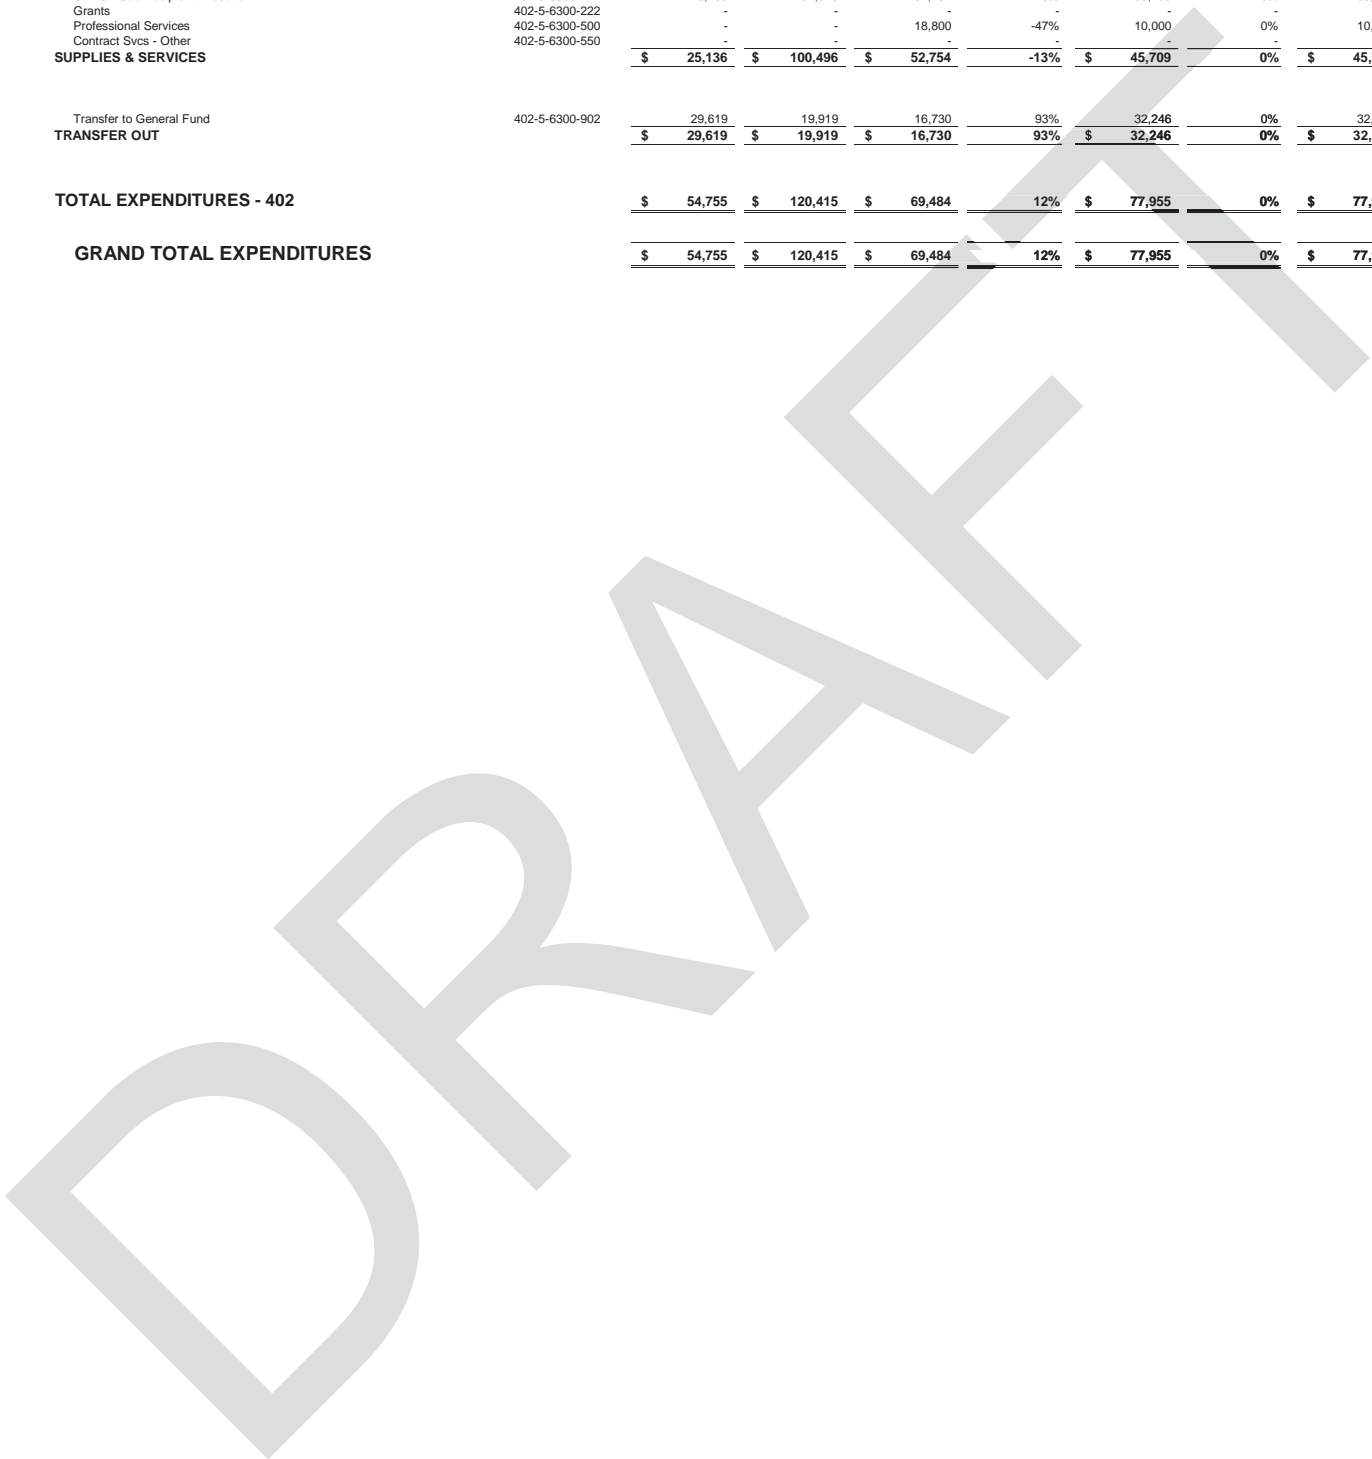 Grants 402-5-6300-222 - - - - - - -
Professional Services 402-5-6300-500 - - 18,800 -47% 10,000 0% 10,
Contract Svcs - Other 402-5-6300-550 - - - - - -
SUPPLIES & SERVICES $ 25,136 $ 100,496 $ 52,754 -13% $ 45,709 0% $ 45,
Transfer to General Fund 402-5-6300-902 29,619 19,919 16,730 93% 32,246 0% 32,
TRANSFER OUT $ 29,619 $ 19,919 $ 16,730 93% $ 32,246 0% $ 32,
TOTAL EXPENDITURES - 402 $ 54,755 $ 120,415 $ 69,484 12% $ 77,955 0% $ 77,
GRAND TOTAL EXPENDITURES $ 54,755 $ 120,415 $ 69,484 12% $ 77,955 0% $ 77,
DRAFT